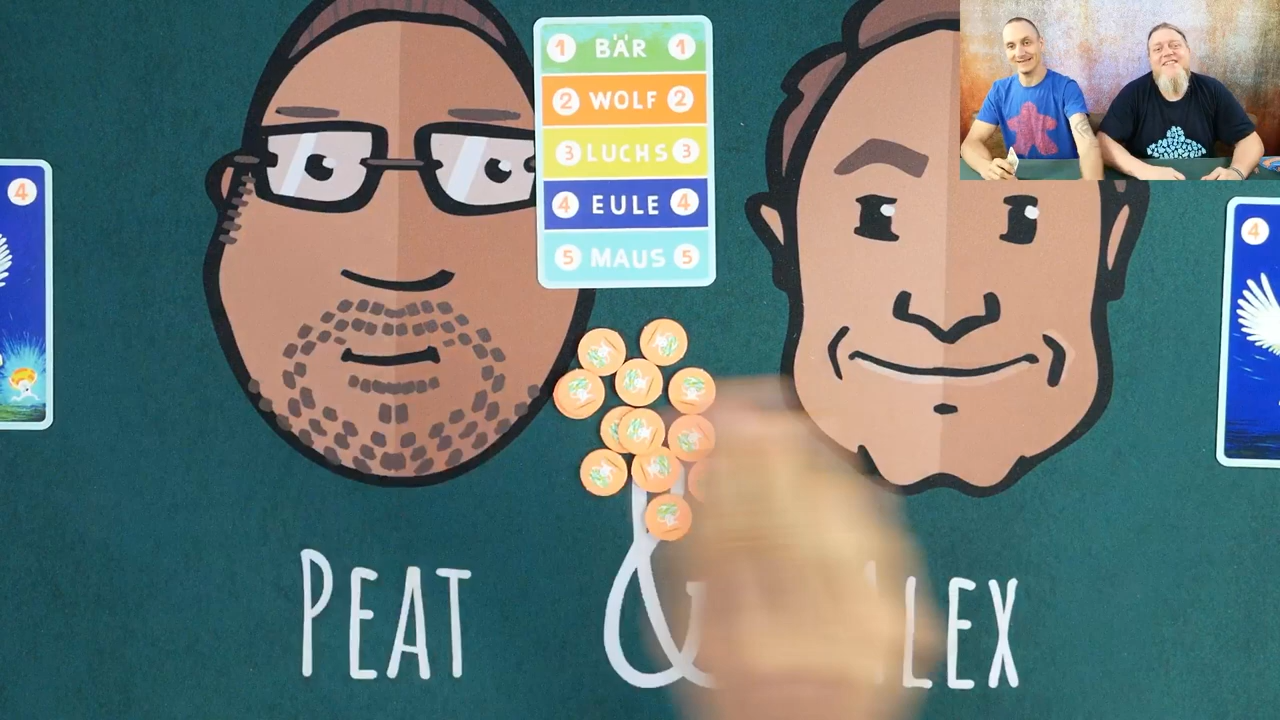 1 BÄR 1
2 WOLF 2
3 LUCHS 3
4 EULE 4
5 MAUS 5
4
4
PEAT & LEX